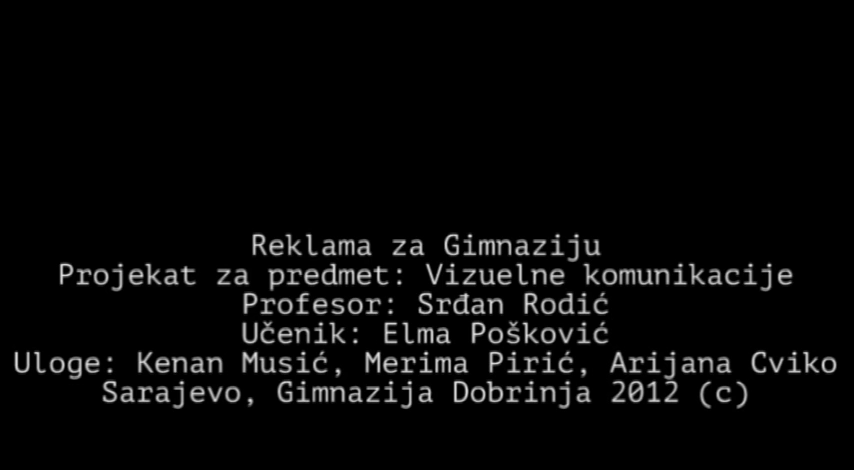 Reklama za Gimnaziju
Projekat za predmet: Vizuelne komunikacije
Profesor: Srđan Rodić
Učenik: Elma Pošković
Uloge: Kenan Musić, Merima Pirić, Arijana Cviko
Sarajevo, Gimnazija Dobrinja 2012 (c)